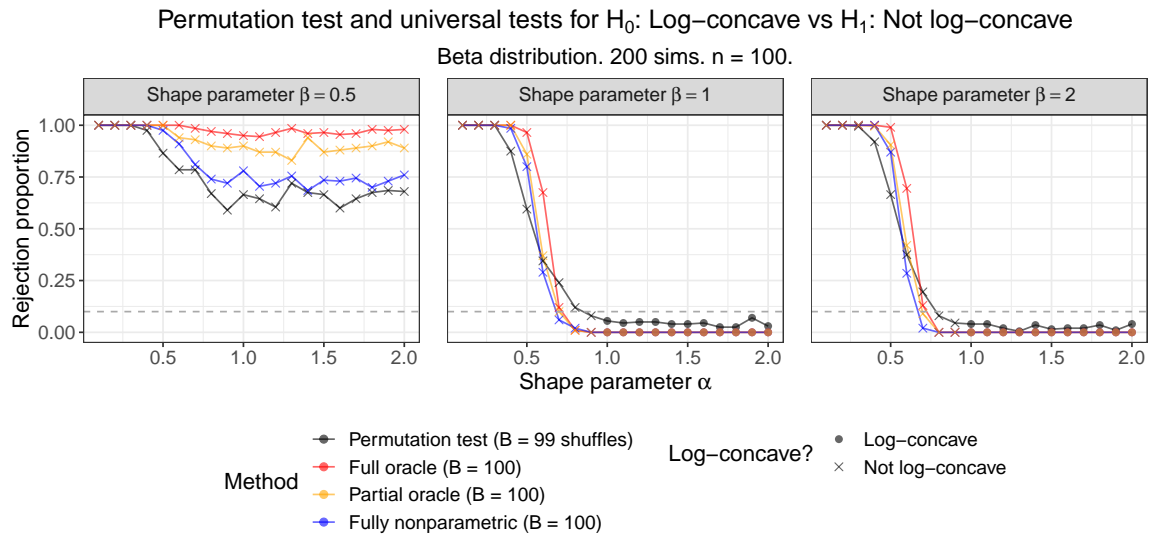 Permutation test and universal tests for H₀: Log−concave vs H₁: Not log−concave
Beta distribution. 200 sims. n = 100.
Shape parameter β = 0.5
Shape parameter β = 1
Shape parameter β = 2
Rejection proportion
1.00
0.75
0.50
0.25
0.00
0.5 1.0 1.5 2.0
0.5 1.0 1.5 2.0
0.5 1.0 1.5 2.0
Shape parameter α
Method
Permutation test (B = 99 shuffles)
Full oracle (B = 100)
Partial oracle (B = 100)
Fully nonparametric (B = 100)
Log−concave?
Log−concave
Not log−concave